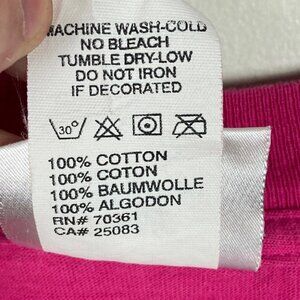 MACHINE WASH-COLD
NO BLEACH
TUMBLE DRY-LOW
DO NOT IRON
IF DECORATED
30°
100% COTTON
100% COTON
100% BAUMWOLLE
100% ALGODON
RN# 70361
CA# 25083